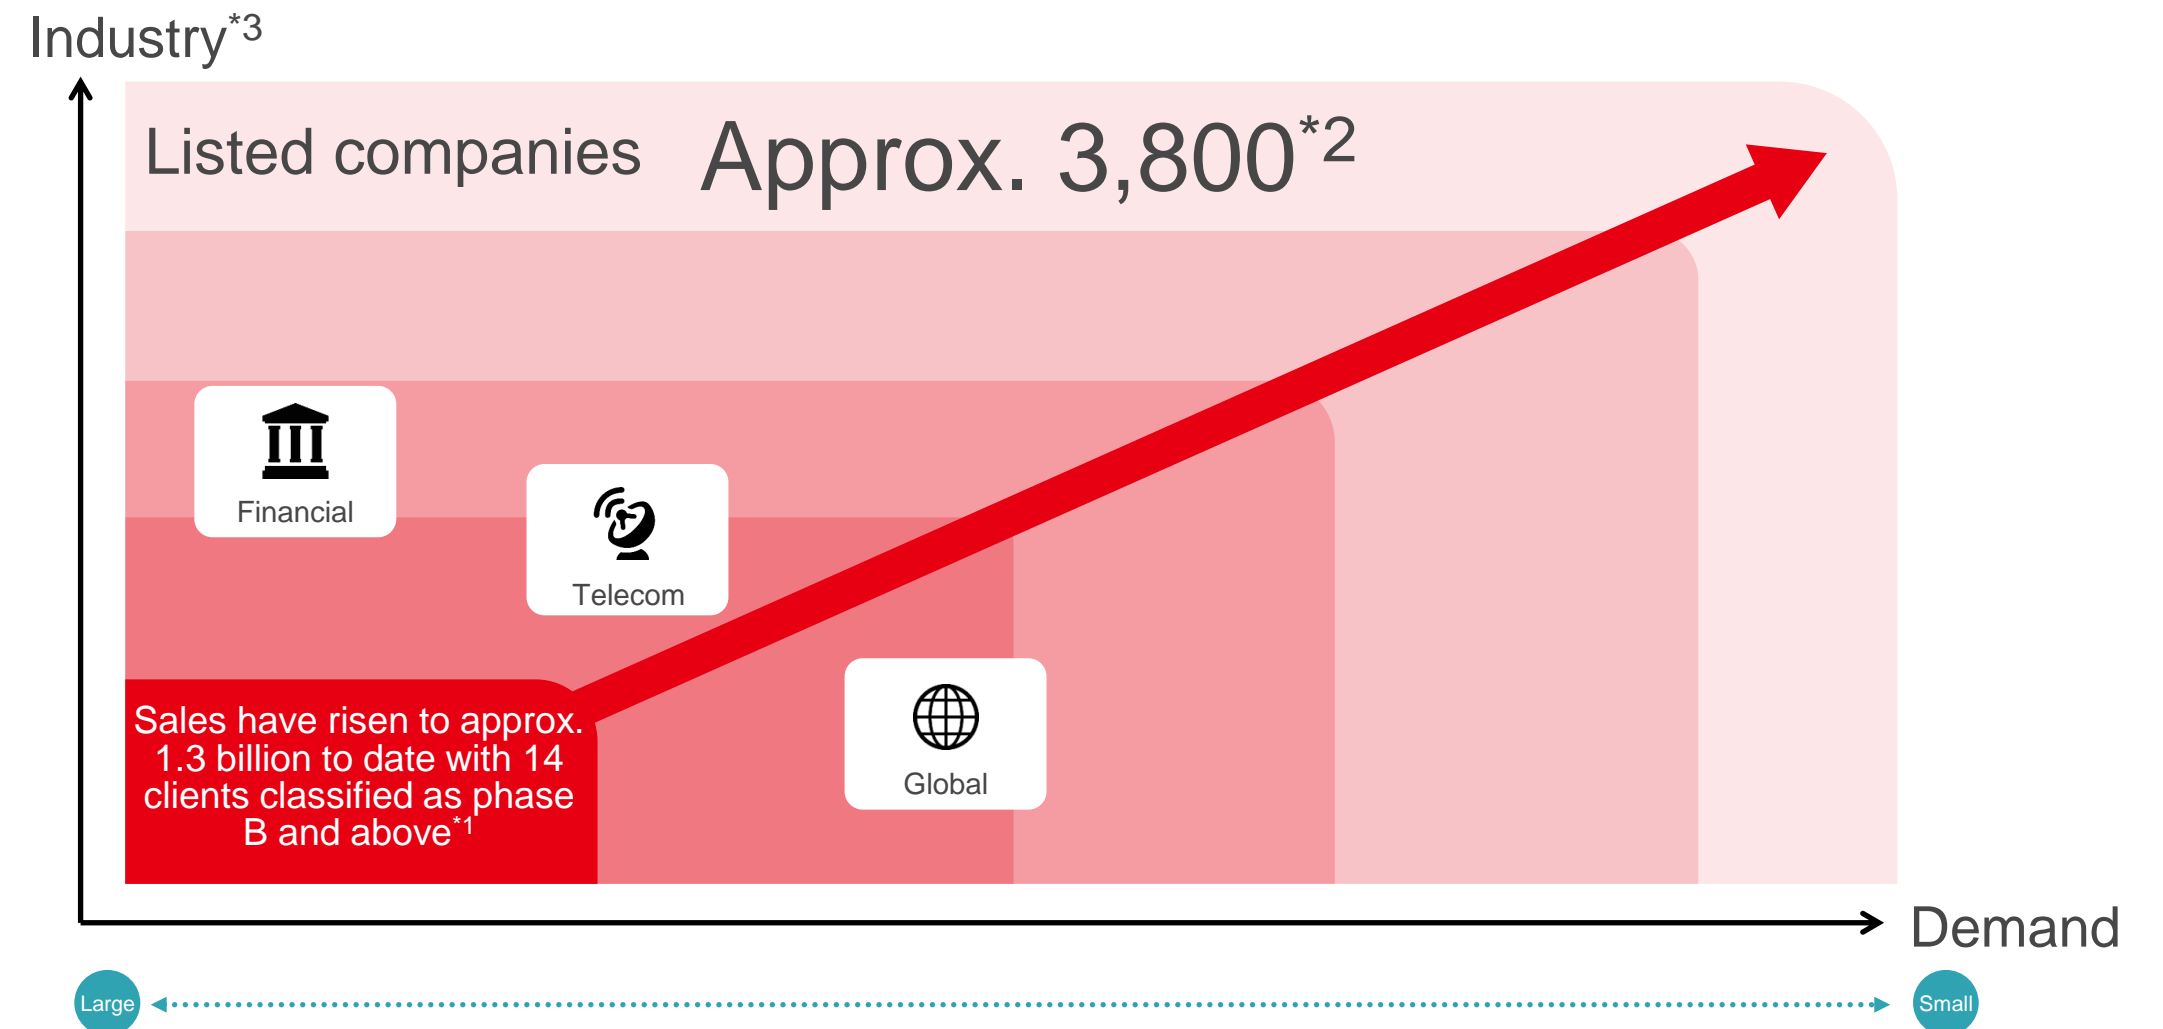 Industry*3
Listed companies Approx. 3,800*2
Financial
Telecom
Global
Sales have risen to approx.
1.3 billion to date with 14
clients classified as phase
B and above*1
Demand
Large
Small